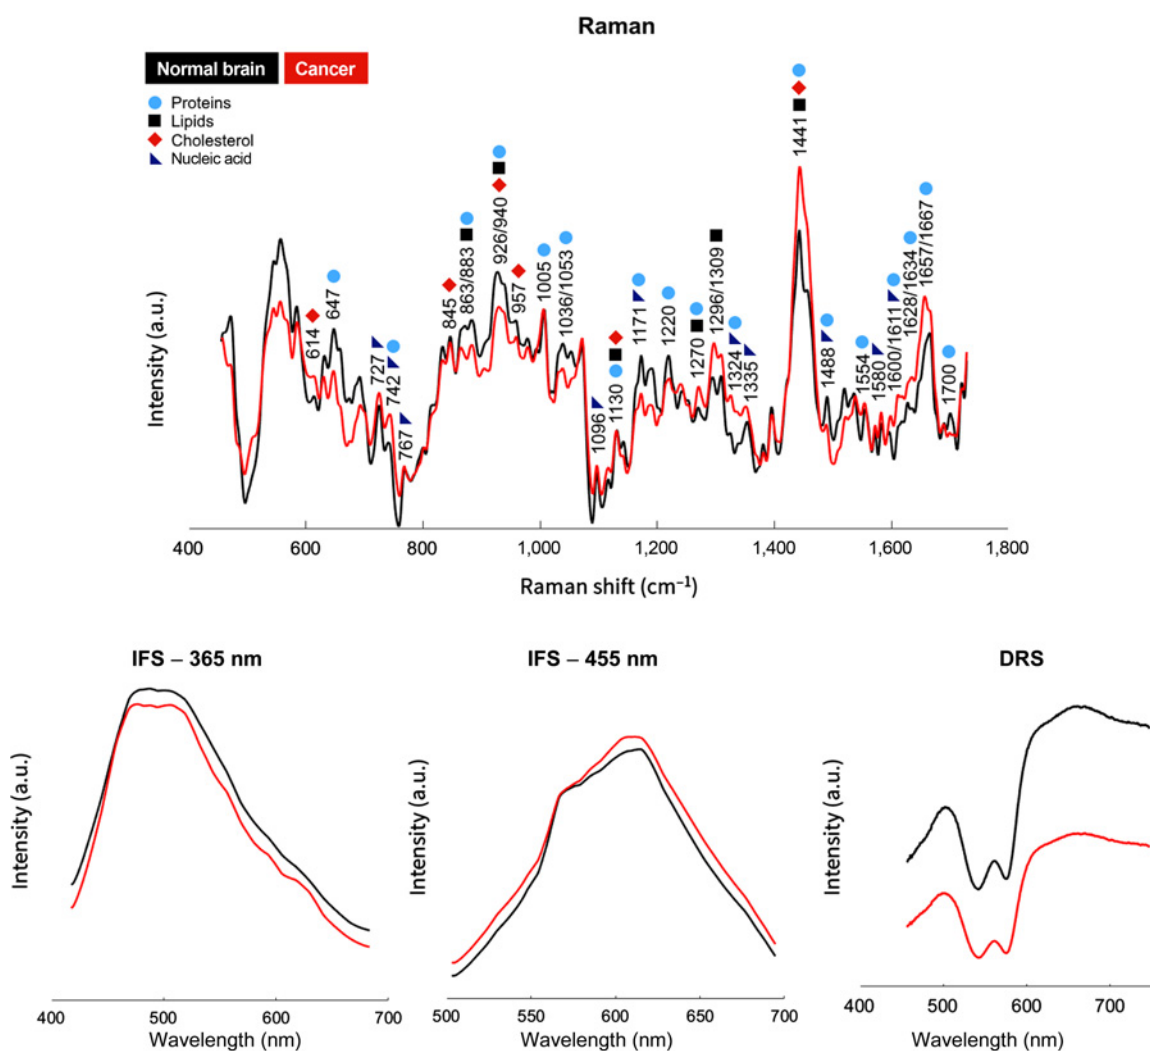 Raman
Normal brain
Cancer
Proteins
Lipids
Cholesterol
Nucleic acid
Intensity (a.u.)
614
647
727
742
767
845
863/883
926/940
957
1005
1036/1053
1096
1130
1171
1220
1270
1296/1309
1324
1335
1441
1488
1554
1580
1600/1611
1628/1634
1657/1667
1700
400 600 800 1,000 1,200 1,400 1,600 1,800
Raman shift (cm⁻¹)
IFS – 365 nm
Intensity (a.u.)
400 500 600 700
Wavelength (nm)
IFS – 455 nm
Intensity (a.u.)
500 550 600 650 700
Wavelength (nm)
DRS
Intensity (a.u.)
400 500 600 700
Wavelength (nm)